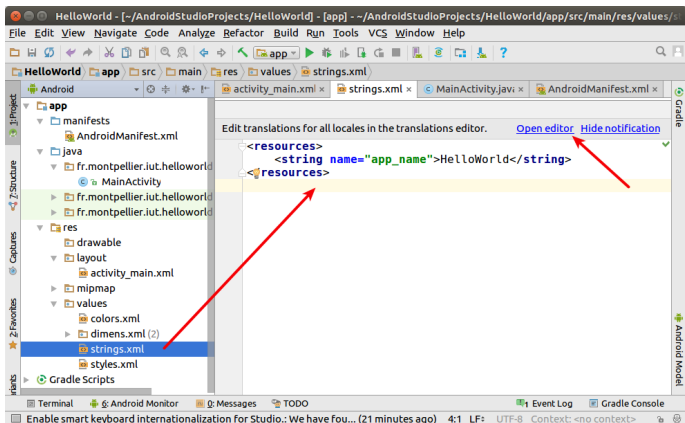 HelloWorld - [~/AndroidStudioProjects/HelloWorld] - [app] - ~/AndroidStudioProjects/HelloWorld/app/src/main/res/values/s
File Edit View Navigate Code Analyze Refactor Build Run Tools VCS Window Help
app
HelloWorld app src main res values strings.xml
Android activity_main.xml × strings.xml × MainActivity.java × AndroidManifest.xml ×
1: Project
Z: Structure
Captures
2: Favorites
app
manifests
AndroidManifest.xml
java
fr.montpellier.iut.helloworld
MainActivity
fr.montpellier.iut.helloworld
fr.montpellier.iut.helloworld
res
drawable
layout
activity_main.xml
mipmap
values
colors.xml
dimens.xml (2)
strings.xml
styles.xml
Gradle Scripts
Edit translations for all locales in the translations editor. Open editor Hide notification
<resources>
<string name="app_name">HelloWorld</string>
<resources>
Gradle
Android Model
Terminal 6: Android Monitor 0: Messages TODO Event Log Gradle Console
Enable smart keyboard internationalization for Studio.: We have fou... (21 minutes ago) 4:1 LF÷ UTF-8 Context: <no context>